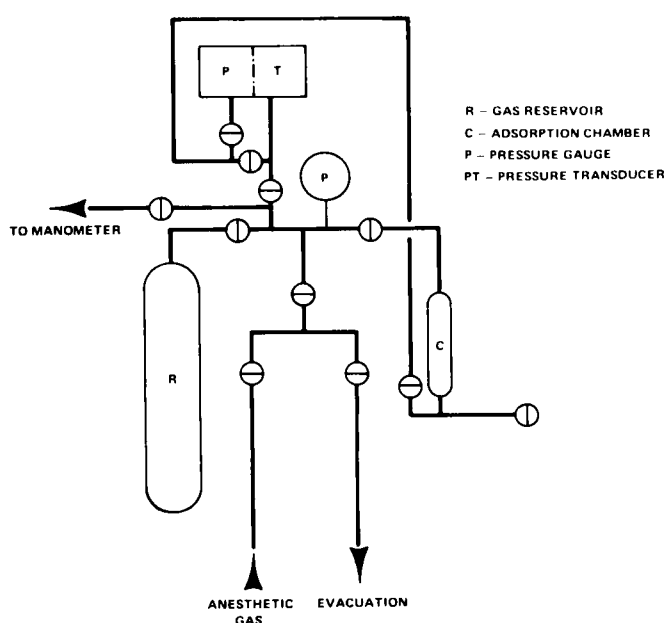 P T
R – GAS RESERVOIR
C – ADSORPTION CHAMBER
P – PRESSURE GAUGE
PT – PRESSURE TRANSDUCER
P
TO MANOMETER
C
R
ANESTHETIC GAS
EVACUATION